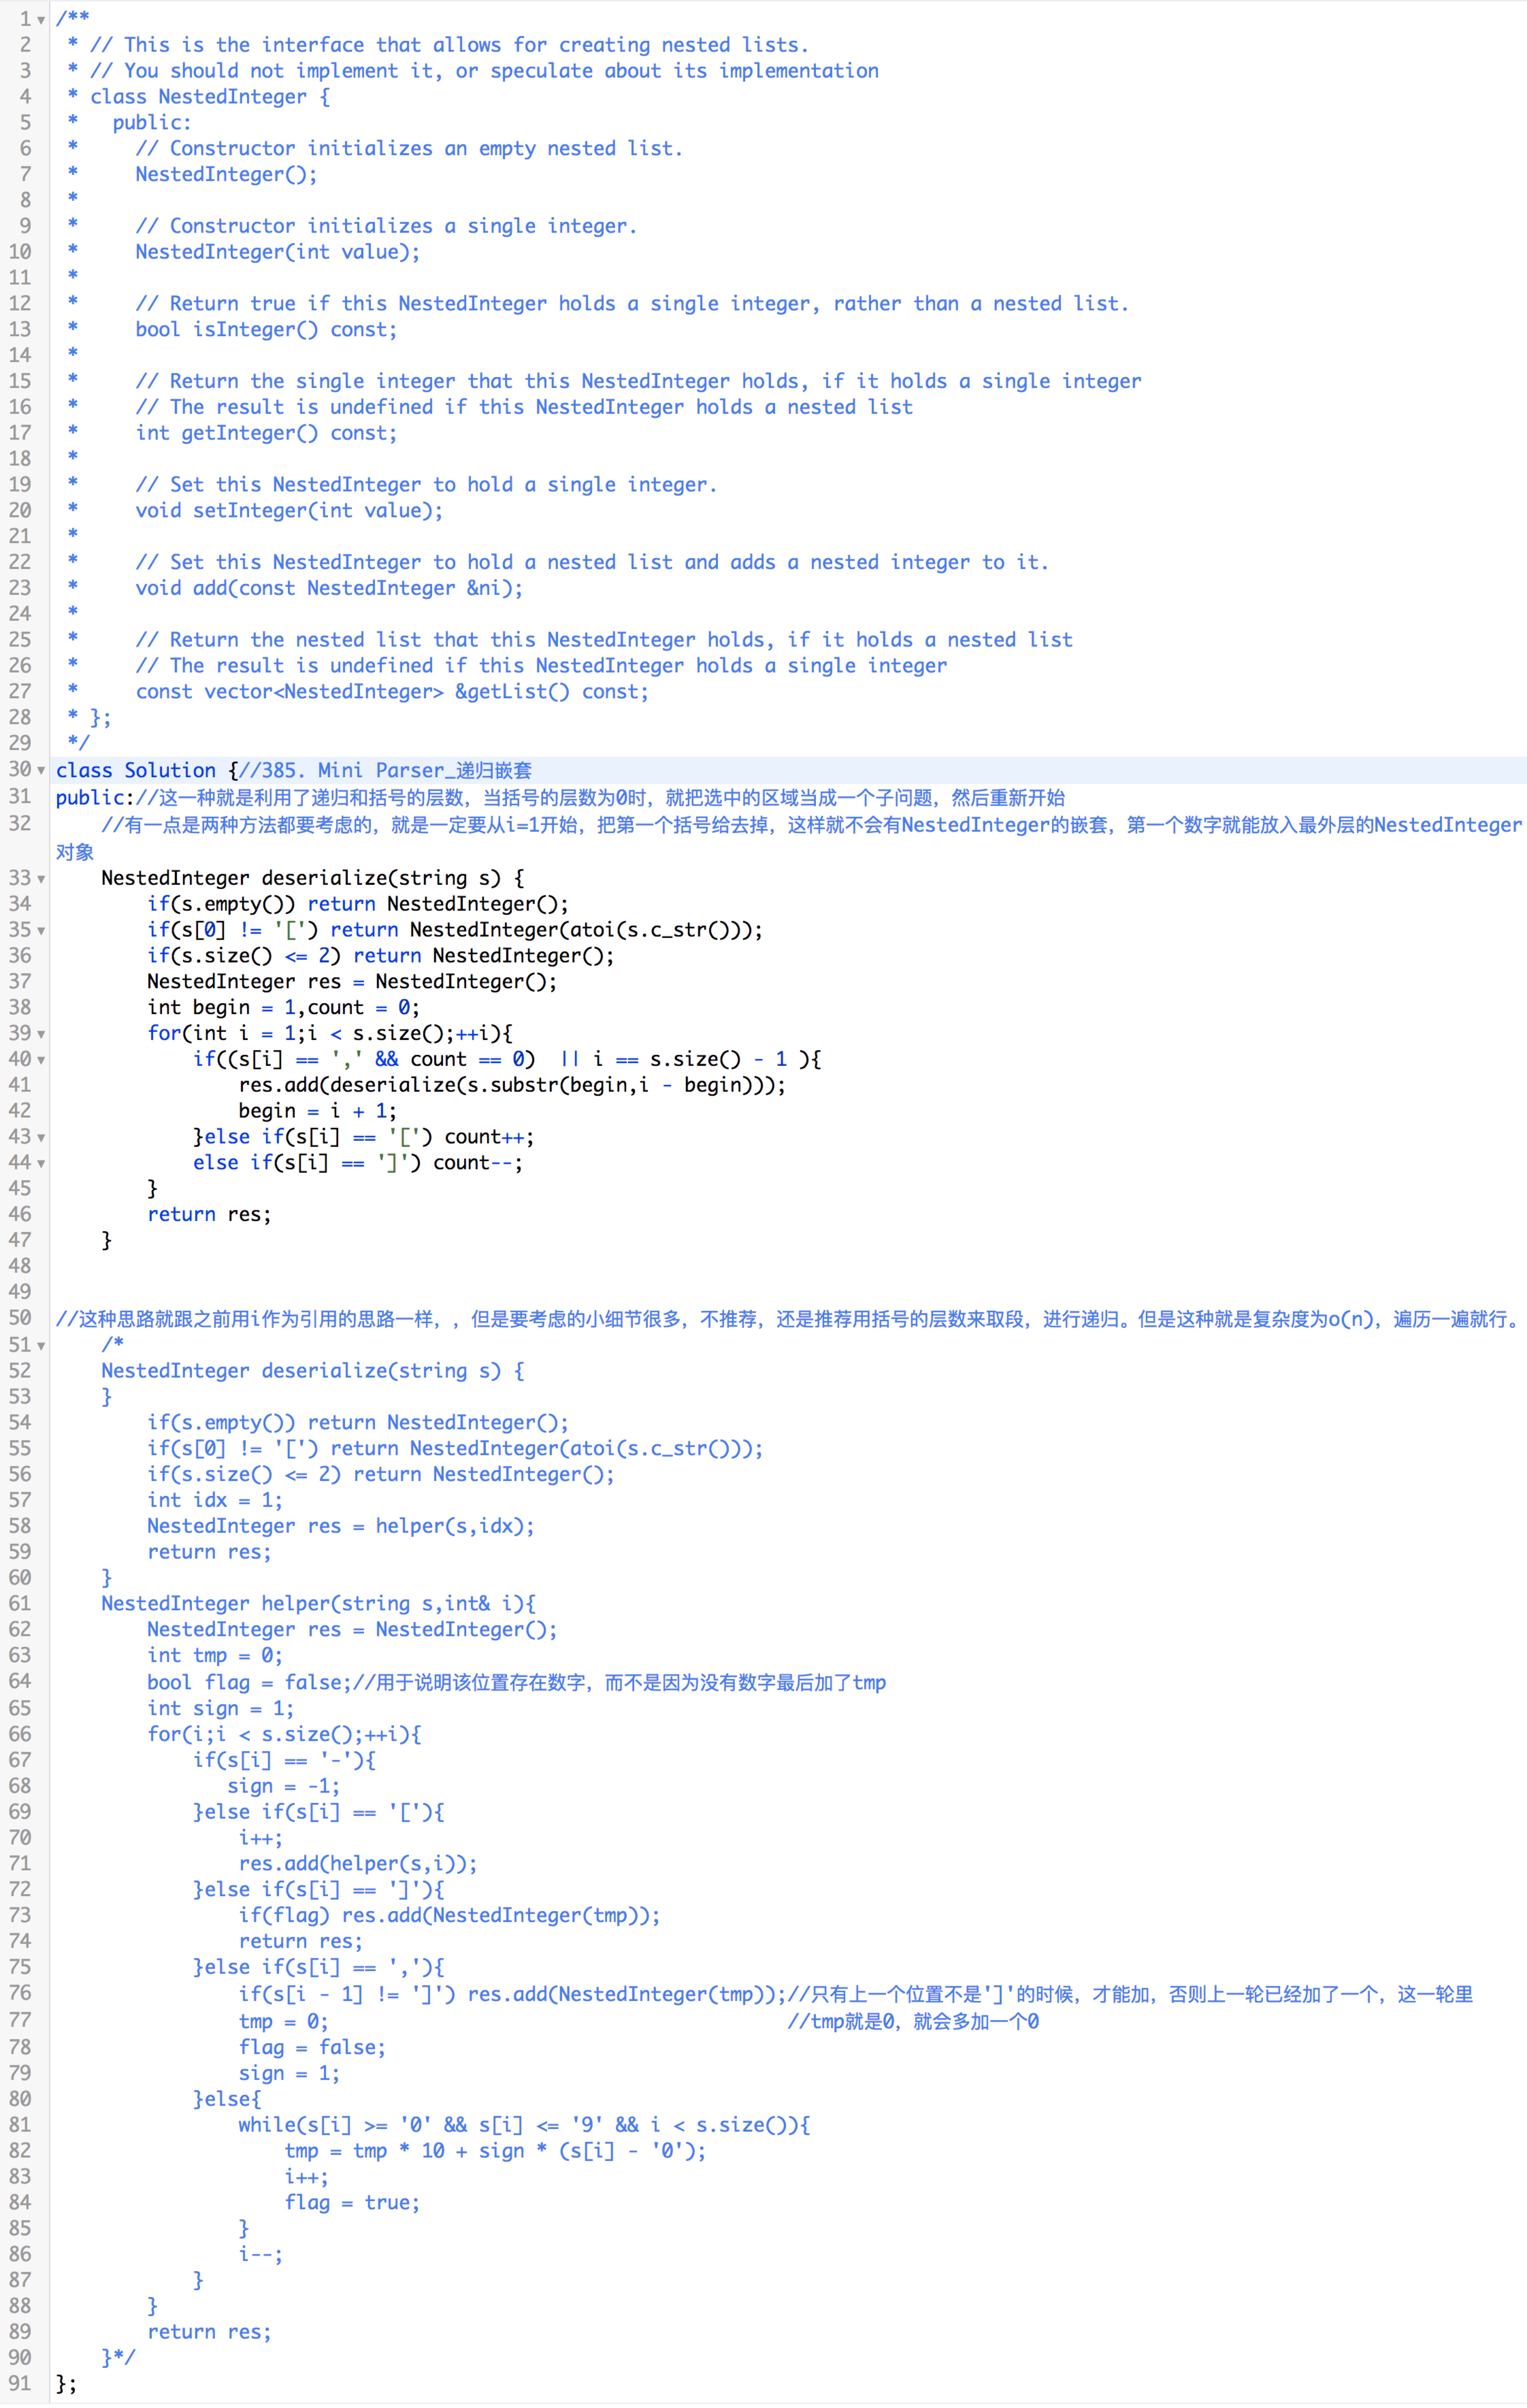 1 /**
2  * // This is the interface that allows for creating nested lists.
3  * // You should not implement it, or speculate about its implementation
4  * class NestedInteger {
5  *   public:
6  *     // Constructor initializes an empty nested list.
7  *     NestedInteger();
8  *
9  *     // Constructor initializes a single integer.
10  *     NestedInteger(int value);
11  *
12  *     // Return true if this NestedInteger holds a single integer, rather than a nested list.
13  *     bool isInteger() const;
14  *
15  *     // Return the single integer that this NestedInteger holds, if it holds a single integer
16  *     // The result is undefined if this NestedInteger holds a nested list
17  *     int getInteger() const;
18  *
19  *     // Set this NestedInteger to hold a single integer.
20  *     void setInteger(int value);
21  *
22  *     // Set this NestedInteger to hold a nested list and adds a nested integer to it.
23  *     void add(const NestedInteger &ni);
24  *
25  *     // Return the nested list that this NestedInteger holds, if it holds a nested list
26  *     // The result is undefined if this NestedInteger holds a single integer
27  *     const vector<NestedInteger> &getList() const;
28  * };
29  */
30 class Solution {//385. Mini Parser_递归嵌套
31 public://这一种就是利用了递归和括号的层数，当括号的层数为0时，就把选中的区域当成一个子问题，然后重新开始
32     //有一点是两种方法都要考虑的，就是一定要从i=1开始，把第一个括号给去掉，这样就不会有NestedInteger的嵌套，第一个数字就能放入最外层的NestedInteger
对象
33     NestedInteger deserialize(string s) {
34         if(s.empty()) return NestedInteger();
35         if(s[0] != '[') return NestedInteger(atoi(s.c_str()));
36         if(s.size() <= 2) return NestedInteger();
37         NestedInteger res = NestedInteger();
38         int begin = 1,count = 0;
39         for(int i = 1;i < s.size();++i){
40             if((s[i] == ',' && count == 0)  || i == s.size() - 1 ){
41                 res.add(deserialize(s.substr(begin,i - begin)));
42                 begin = i + 1;
43             }else if(s[i] == '[') count++;
44             else if(s[i] == ']') count--;
45         }
46         return res;
47     }
48
49
50 //这种思路就跟之前用i作为引用的思路一样，，但是要考虑的小细节很多，不推荐，还是推荐用括号的层数来取段，进行递归。但是这种就是复杂度为o(n)，遍历一遍就行。
51     /*
52     NestedInteger deserialize(string s) {
53     }
54         if(s.empty()) return NestedInteger();
55         if(s[0] != '[') return NestedInteger(atoi(s.c_str()));
56         if(s.size() <= 2) return NestedInteger();
57         int idx = 1;
58         NestedInteger res = helper(s,idx);
59         return res;
60     }
61     NestedInteger helper(string s,int& i){
62         NestedInteger res = NestedInteger();
63         int tmp = 0;
64         bool flag = false;//用于说明该位置存在数字，而不是因为没有数字最后加了tmp
65         int sign = 1;
66         for(i;i < s.size();++i){
67             if(s[i] == '-'){
68                sign = -1;
69             }else if(s[i] == '['){
70                 i++;
71                 res.add(helper(s,i));
72             }else if(s[i] == ']'){
73                 if(flag) res.add(NestedInteger(tmp));
74                 return res;
75             }else if(s[i] == ','){
76                 if(s[i - 1] != ']') res.add(NestedInteger(tmp));//只有上一个位置不是']'的时候，才能加，否则上一轮已经加了一个，这一轮里
77                 tmp = 0;                                        //tmp就是0，就会多加一个0
78                 flag = false;
79                 sign = 1;
80             }else{
81                 while(s[i] >= '0' && s[i] <= '9' && i < s.size()){
82                     tmp = tmp * 10 + sign * (s[i] - '0');
83                     i++;
84                     flag = true;
85                 }
86                 i--;
87             }
88         }
89         return res;
90     }*/
91 };